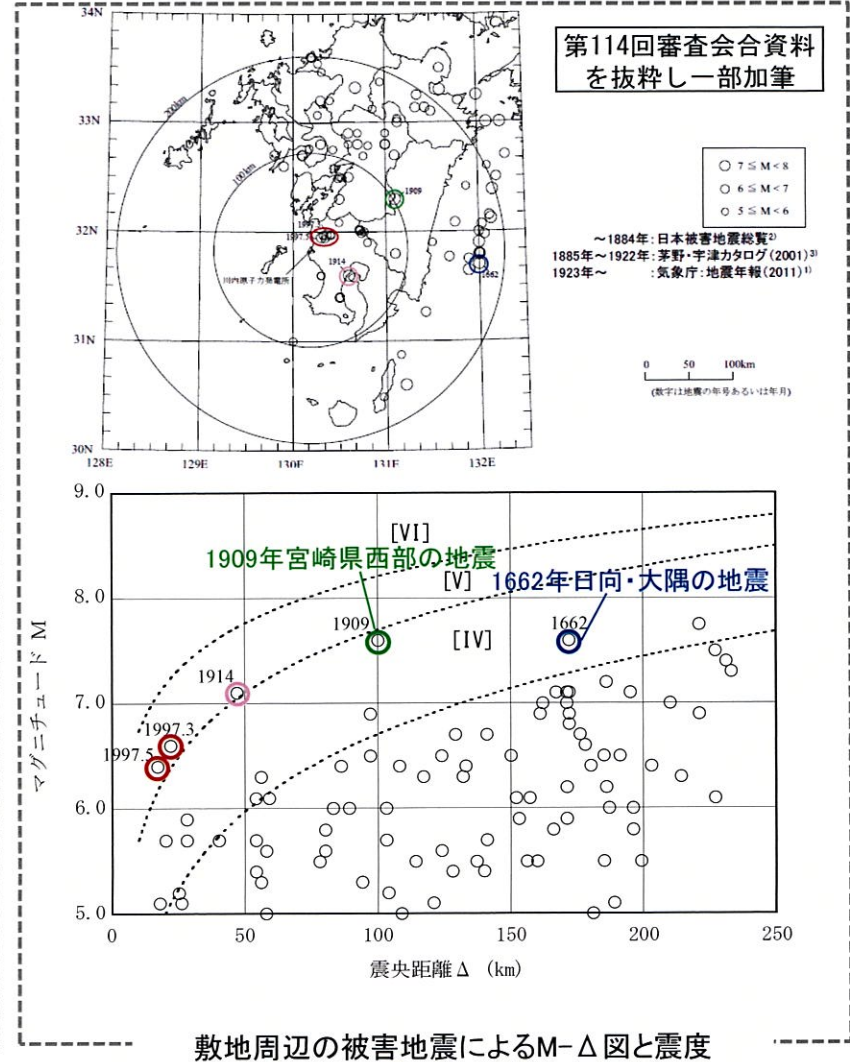 34N
第114回審査会合資料
を抜粋し一部加筆
200km
33N
100km
1909
○ 7≦M<8
○ 6≦M<7
○ 5≦M<6
32N
1997.3
1997.5
1914
1662
川内原子力発電所
～1884年：日本被害地震総覧2)
1885年～1922年：茅野・宇津カタログ(2001)3)
1923年～　：気象庁：地震年報(2011)1)
31N
0 50 100km
(数字は地震の年号あるいは年月)
30N
128E 129E 130E 131E 132E
9.0
[VI]
1909年宮崎県西部の地震
[V] 1662年日向・大隅の地震
8.0
1909 [IV] 1662
1914
7.0
1997.3
1997.5
6.0
5.0
マグニチュード M
0 50 100 150 200 250
震央距離Δ (km)
敷地周辺の被害地震によるM-Δ図と震度